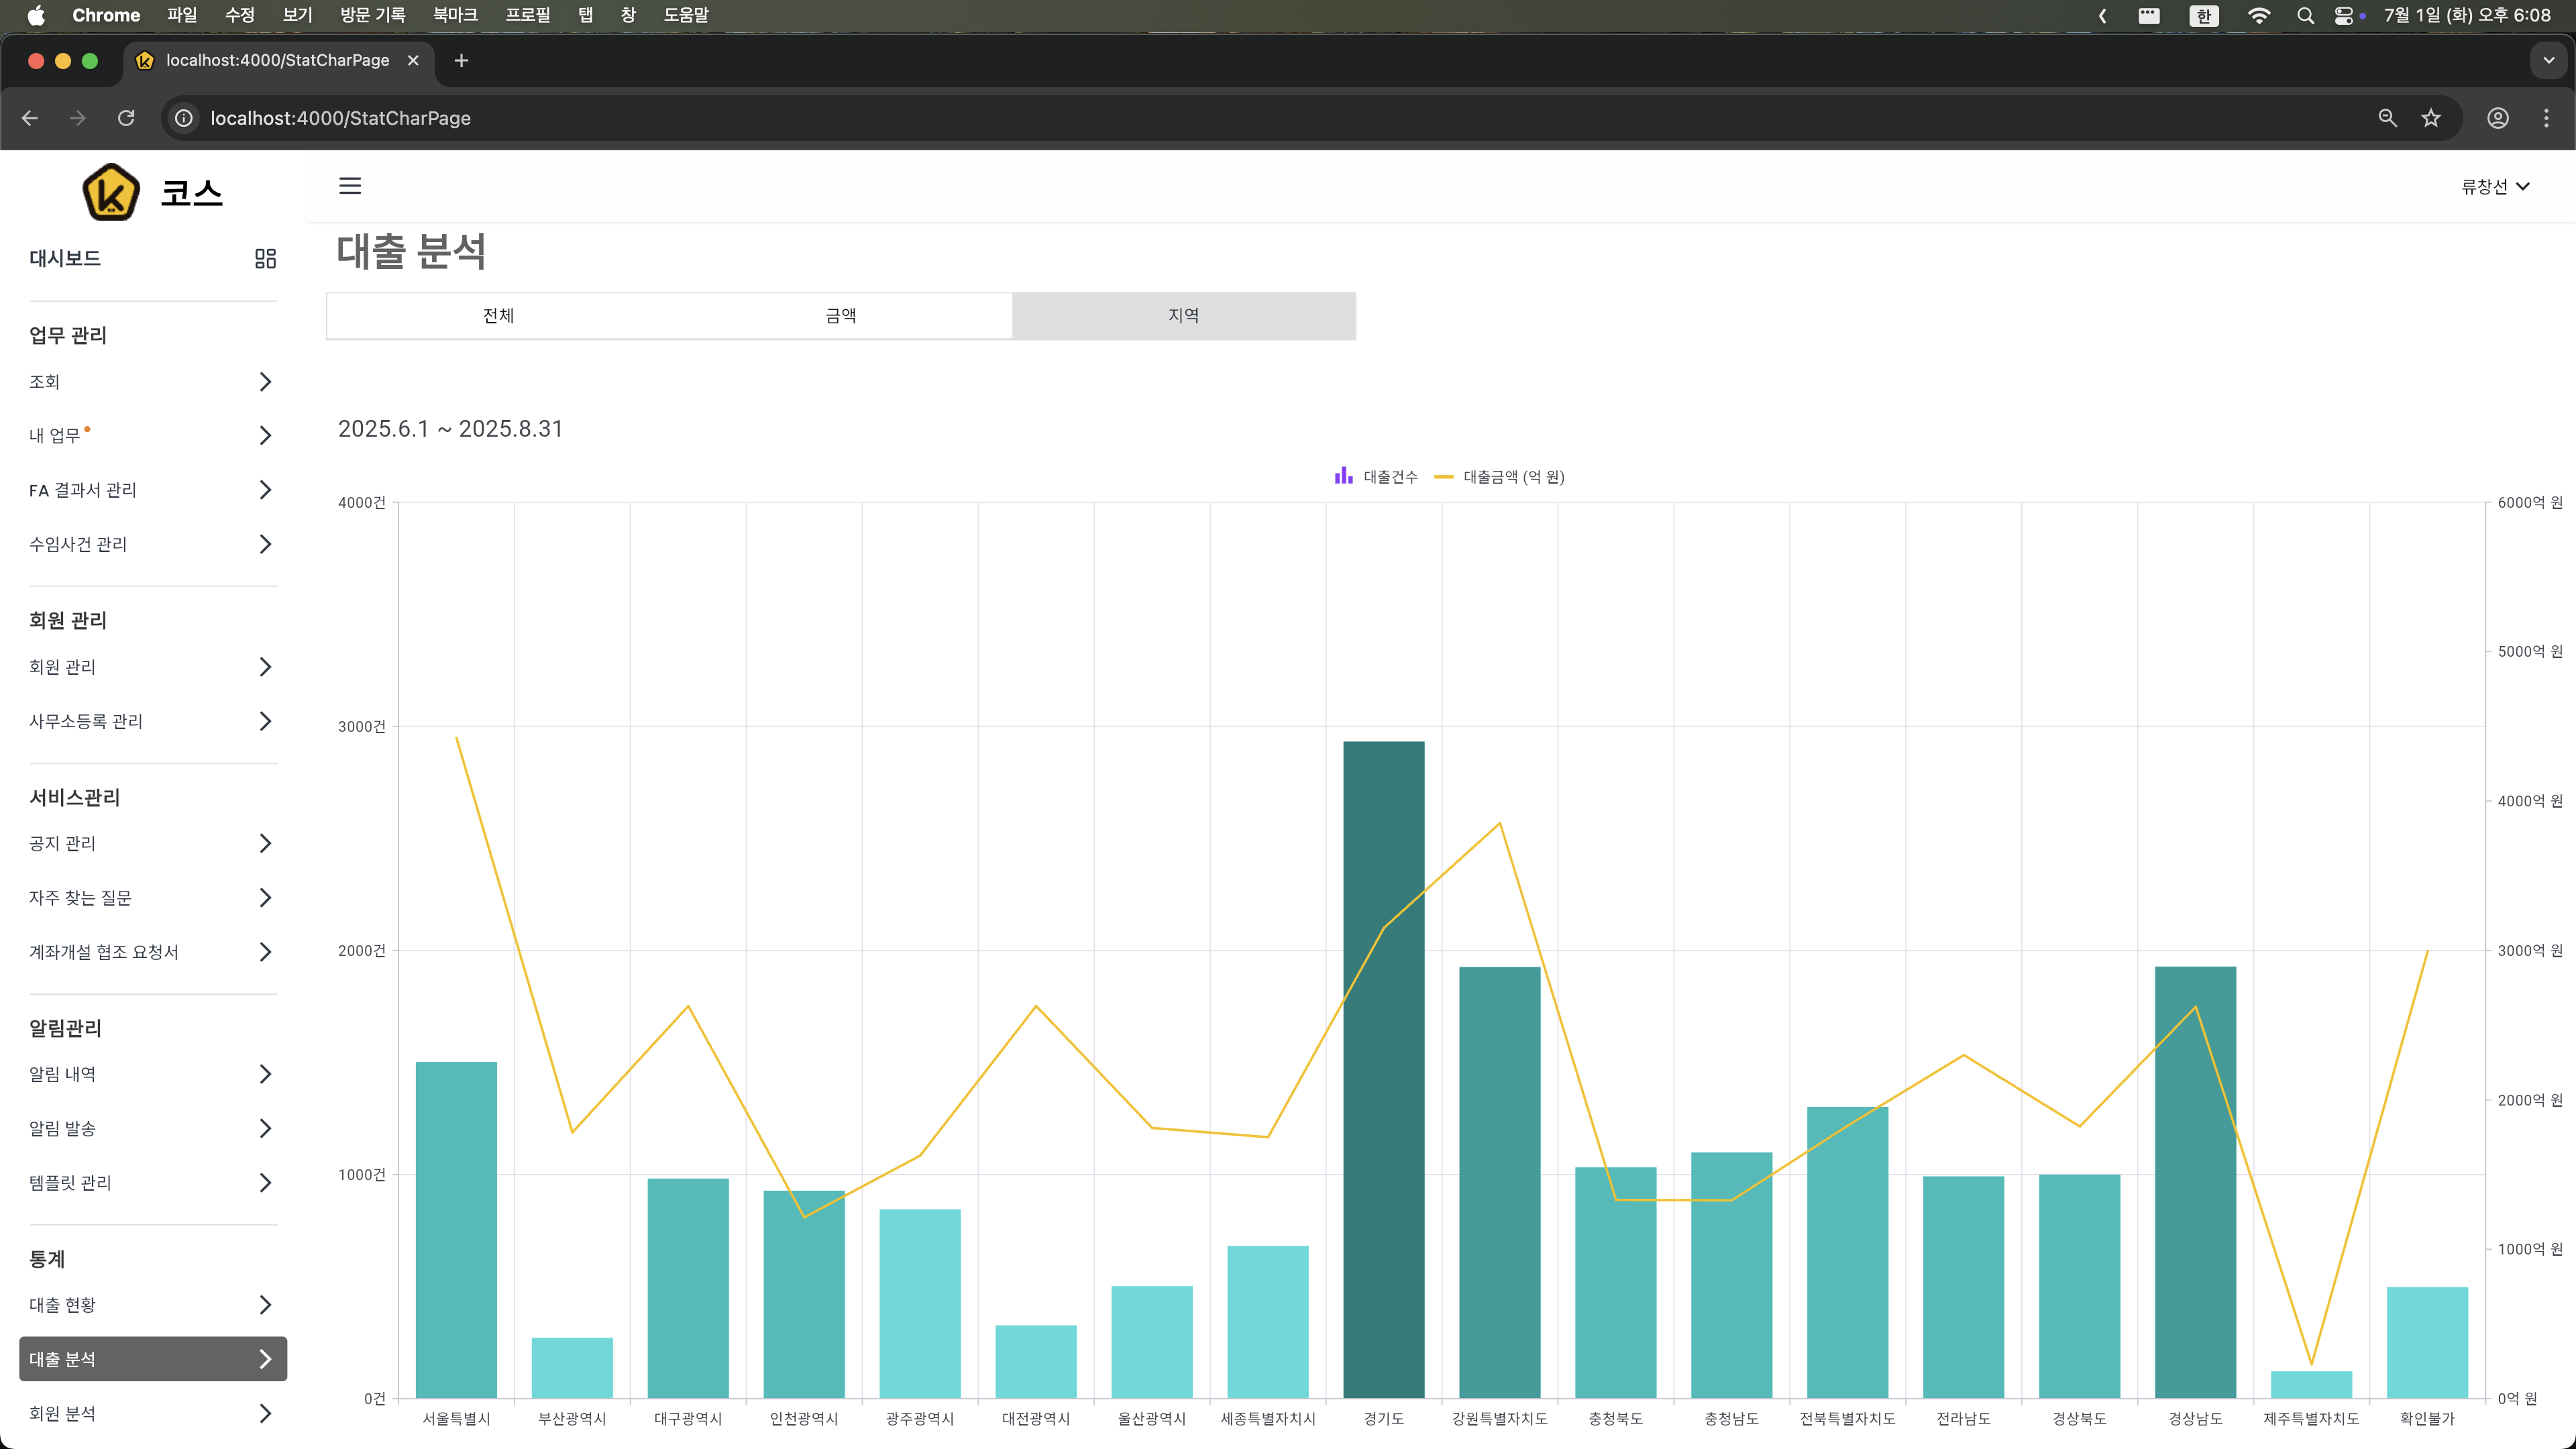 Chrome 파일 수정 보기 방문 기록 북마크 프로필 탭 창 도움말 한 7월 1일 (화) 오후 6:08
localhost:4000/StatCharPage
localhost:4000/StatCharPage
코스
류창선
대시보드
업무 관리
조회
내 업무
FA 결과서 관리
수임사건 관리
회원 관리
회원 관리
사무소등록 관리
서비스관리
공지 관리
자주 찾는 질문
계좌개설 협조 요청서
알림관리
알림 내역
알림 발송
템플릿 관리
통계
대출 현황
대출 분석
회원 분석
대출 분석
전체 금액 지역
2025.6.1 ~ 2025.8.31
대출건수 대출금액 (억 원)
4000건
3000건
2000건
1000건
0건
6000억 원
5000억 원
4000억 원
3000억 원
2000억 원
1000억 원
0억 원
서울특별시 부산광역시 대구광역시 인천광역시 광주광역시 대전광역시 울산광역시 세종특별자치시 경기도 강원특별자치도 충청북도 충청남도 전북특별자치도 전라남도 경상북도 경상남도 제주특별자치도 확인불가